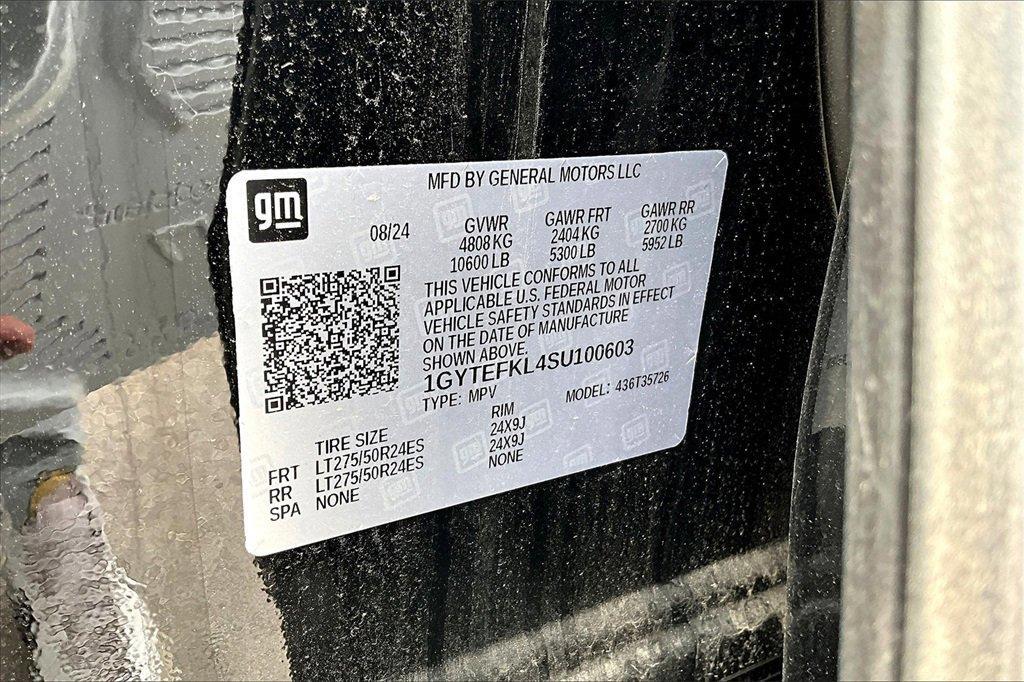 gm
MFD BY GENERAL MOTORS LLC
08/24
GVWR
4808 KG
10600 LB
GAWR FRT
2404 KG
5300 LB
GAWR RR
2700 KG
5952 LB
THIS VEHICLE CONFORMS TO ALL
APPLICABLE U.S. FEDERAL MOTOR
VEHICLE SAFETY STANDARDS IN EFFECT
ON THE DATE OF MANUFACTURE
SHOWN ABOVE.
1GYTEFKL4SU100603
TYPE: MPV MODEL: 436T35726
TIRE SIZE RIM
FRT LT275/50R24ES 24X9J
RR LT275/50R24ES 24X9J
SPA NONE NONE